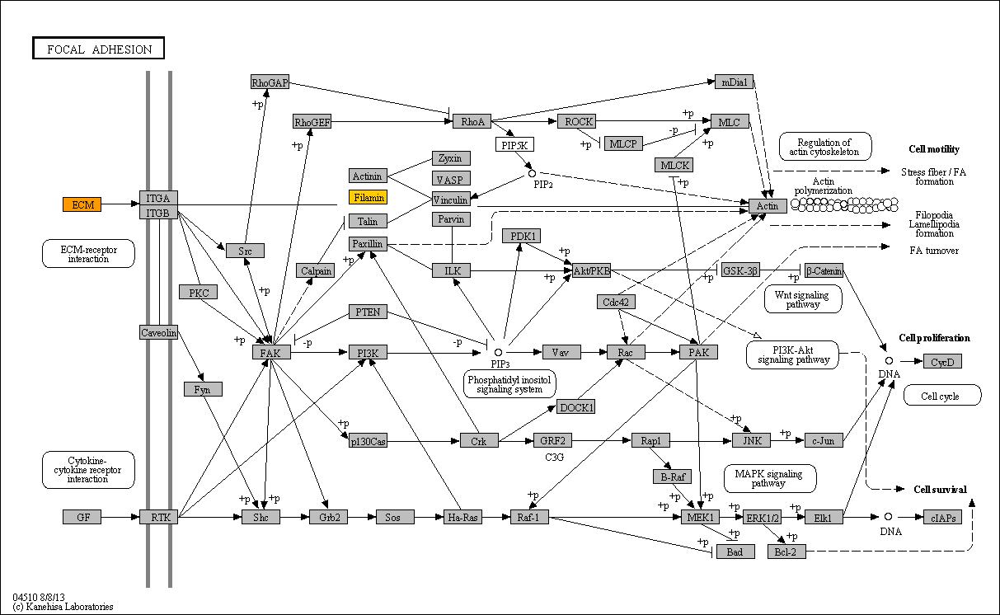 FOCAL ADHESION
RhoGAP
mDia1
+p
RhoGEF
RhoA
ROCK
+p
MLC
-p
+p
+p
PIP5K
MLCP
Regulation of
actin cytoskeleton
Cell motility
Zyxin
MLCK
Actinin
VASP
PIP2
+p
Stress fiber / FA
formation
ECM
ITGA
Filamin
Vinculin
Actin
Actin
polymerization
ITGB
Talin
Parvin
Filopodia
Lamellipodia
formation
ECM-receptor
interaction
Src
Paxillin
PDK1
+p
FA turnover
Calpain
+p
ILK
+p
Akt/PKB
+p
GSK-3β
+p
β-Catenin
PKC
+p
Cdc42
Wnt signaling
pathway
PTEN
Caveolin
+p
-p
-p
Cell proliferation
FAK
PI3K
PIP3
Vav
Rac
PAK
PI3K-Akt
signaling pathway
DNA
CycD
Fyn
Phosphatidyl inositol
signaling system
Cell cycle
DOCK1
+p
+p
+p
p130Cas
Crk
GRF2
C3G
Rap1
JNK
c-Jun
Cytokine-
cytokine receptor
interaction
B-Raf
MAPK signaling
pathway
Cell survival
+p
+p
+p
+p
+p
+p
+p
+p
GF
RTK
Shc
Grb2
Sos
Ha-Ras
Raf-1
MEK1
ERK1/2
Elk1
DNA
cIAPs
+p
+p
+p
Bad
Bcl-2
04510 8/8/13
(c) Kanehisa Laboratories